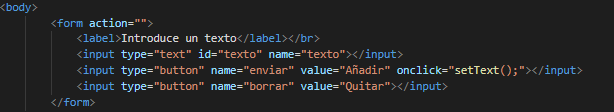 <body>
<form action="">
<label>Introduce un texto</label></br>
<input type="text" id="texto" name="texto"></input>
<input type="button" name="enviar" value="Añadir" onclick="setText();"></input>
<input type="button" name="borrar" value="Quitar"></input>
</form>